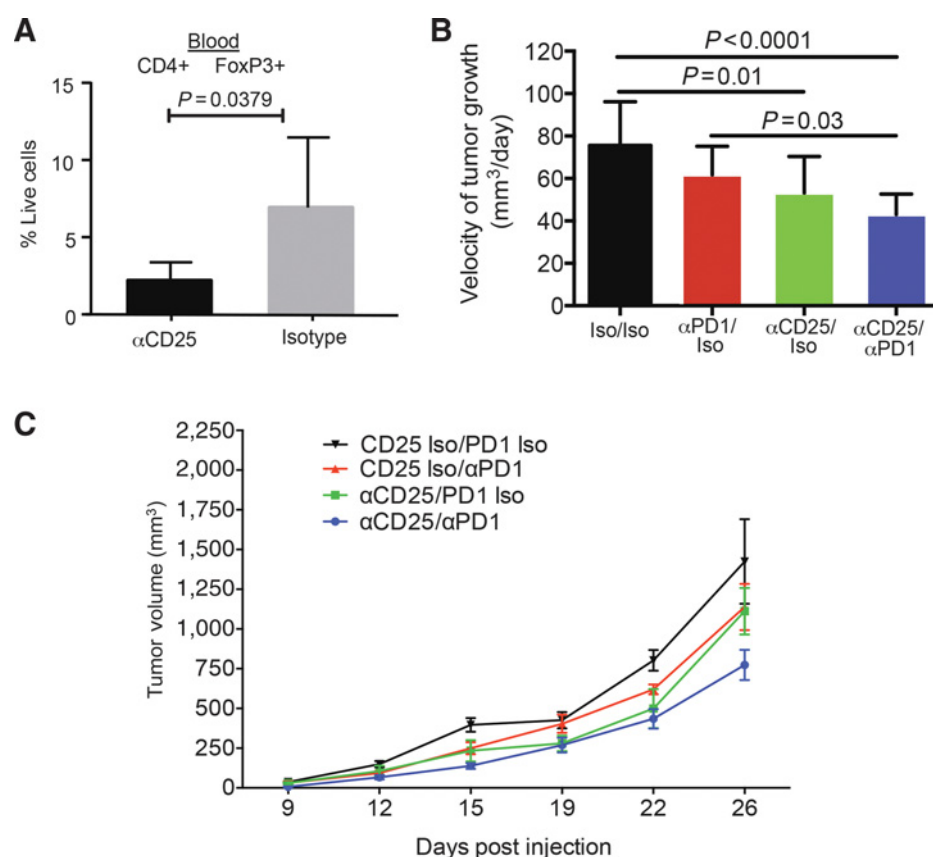 A
Blood
CD4+ FoxP3+
P=0.0379
15
10
5
0
% Live cells
αCD25
Isotype
B
P<0.0001
P=0.01
P=0.03
120
100
80
60
40
20
0
Velocity of tumor growth
(mm³/day)
Iso/Iso
αPD1/
Iso
αCD25/
Iso
αCD25/
αPD1
C
2,250
2,000
1,750
1,500
1,250
1,000
750
500
250
0
Tumor volume (mm³)
CD25 Iso/PD1 Iso
CD25 Iso/αPD1
αCD25/PD1 Iso
αCD25/αPD1
9 12 15 19 22 26
Days post injection